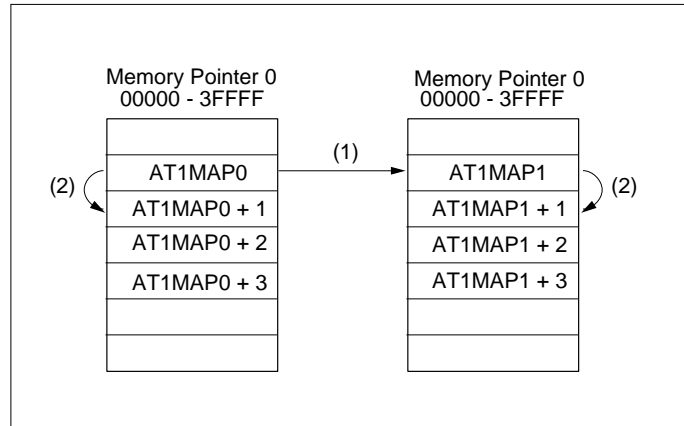 Memory Pointer 0
00000 - 3FFFF
Memory Pointer 0
00000 - 3FFFF
(1)
(2)
AT1MAP0
AT1MAP1
(2)
AT1MAP0 + 1
AT1MAP1 + 1
AT1MAP0 + 2
AT1MAP1 + 2
AT1MAP0 + 3
AT1MAP1 + 3